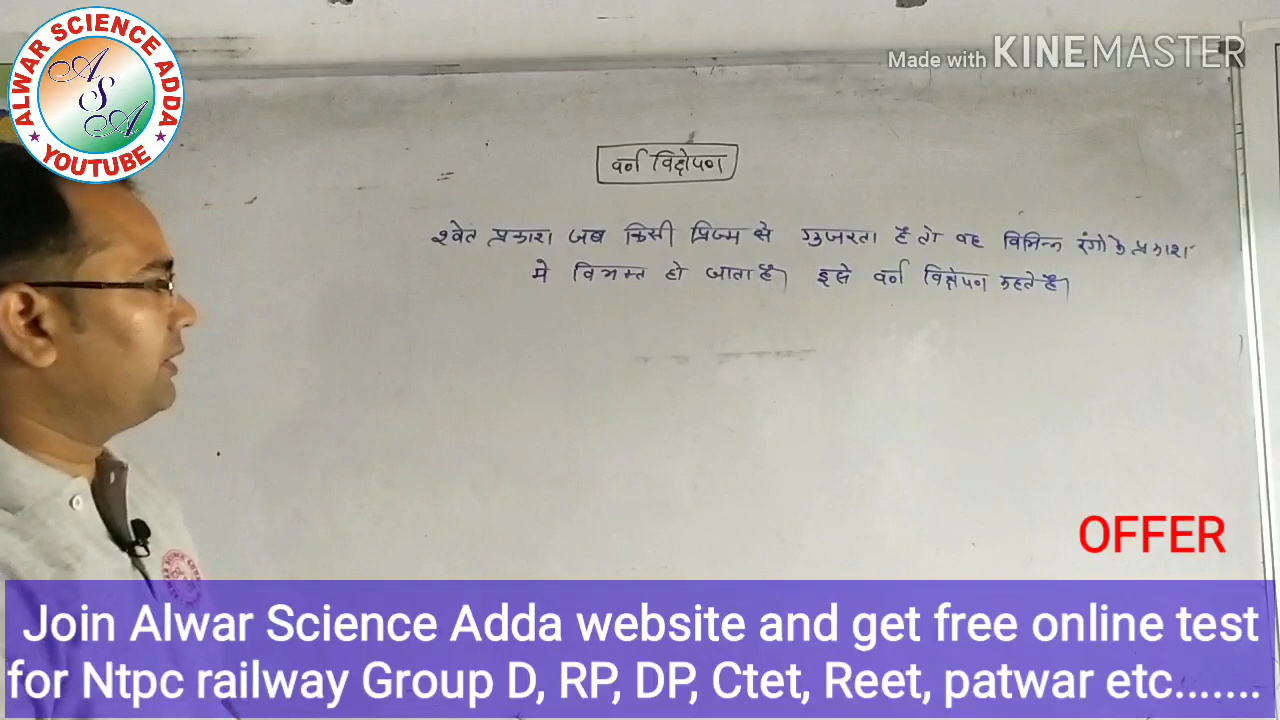 ALWAR SCIENCE ADDA
ASA
YOUTUBE
Made with KINEMASTER
वर्ण विक्षेपण
श्वेत प्रकाश जब किसी प्रिज्म से गुजरता है तो वह विभिन्न रंगो के प्रकाश
मे विभक्त हो जाता है। इसे वर्ण विक्षेपण कहते है।
OFFER
Join Alwar Science Adda website and get free online test
for Ntpc railway Group D, RP, DP, Ctet, Reet, patwar etc.......